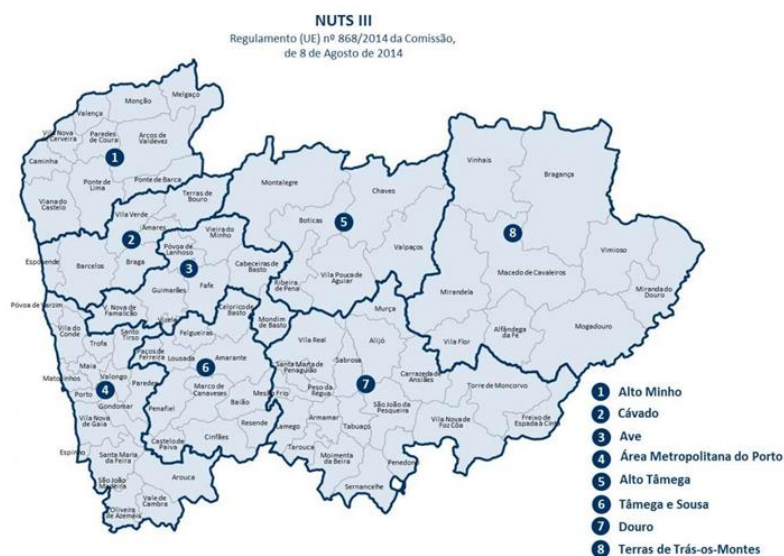 NUTS III
Regulamento (UE) nº 868/2014 da Comissão,
de 8 de Agosto de 2014
Melgaço
Monção
Valença
Vila Nova
de Cerveira
Paredes
de Coura
Arcos de
Valdevez
Caminha
1
Ponte de
Lima
Ponte da Barca
Viana do
Castelo
Terras de
Bouro
Vila Verde
Amares
2
Esposende
Barcelos
Braga
Vieira do
Minho
Póvoa de
Lanhoso
3
Cabeceiras de
Basto
Guimarães
Fafe
V. Nova de
Famalicão
Vizela
Celorico de
Basto
Mondim
de Basto
Montalegre
Chaves
Boticas
5
Valpaços
Vila Pouca de
Aguiar
Ribeira
de Pena
Vinhais
Bragança
8
Vimioso
Macedo de Cavaleiros
Miranda do
Douro
Mirandela
Mogadouro
Alfândega
da Fé
Vila Flor
Póvoa de Varzim
Vila do
Conde
Santo
Tirso
Trofa
Maia
Matosinhos
Valongo
Porto
4
Paredes
Gondomar
Vila Nova
de Gaia
Espinho
Santa Maria
da Feira
São João
Madeira
Arouca
Vale de
Cambra
Oliveira
de Azeméis
Felgueiras
Paços de
Ferreira
Lousada
6
Amarante
Marco de
Canaveses
Penafiel
Baião
Castelo de
Paiva
Cinfães
Resende
Murça
Vila Real
Alijó
Sabrosa
Santa Marta de
Penaguião
Mesão Frio
Peso da
Régua
7
Carrazeda de
Ansiães
Torre de Moncorvo
São João da
Pesqueira
Lamego
Armamar
Tabuaço
Vila Nova de
Foz Côa
Freixo de
Espada à Cinta
Tarouca
Moimenta
da Beira
Penedono
Sernancelhe
1 Alto Minho
2 Cávado
3 Ave
4 Área Metropolitana do Porto
5 Alto Tâmega
6 Tâmega e Sousa
7 Douro
8 Terras de Trás-os-Montes